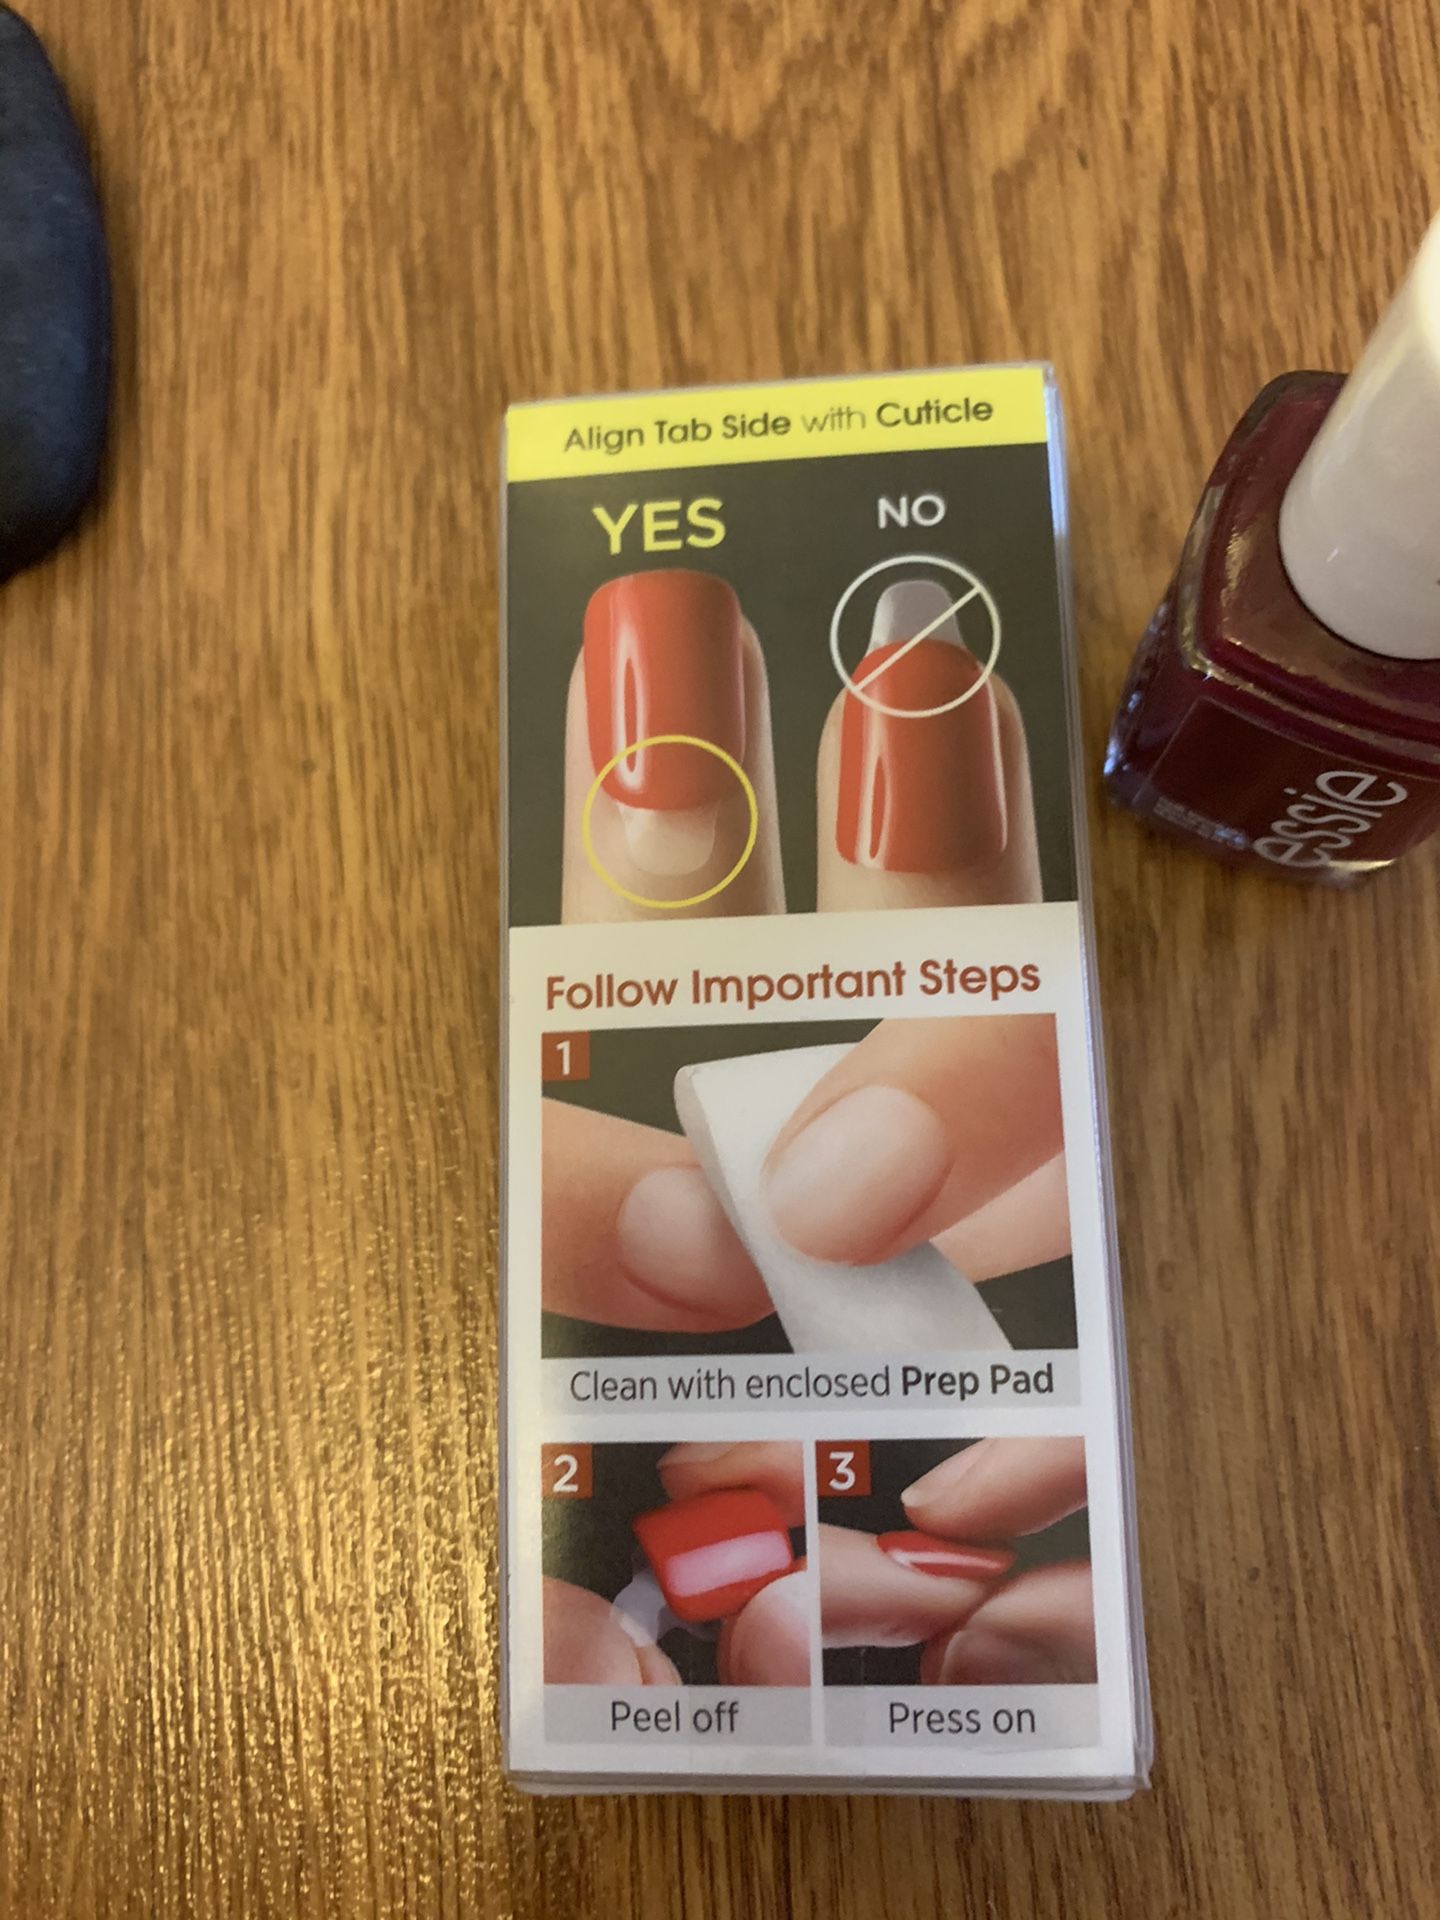 Align Tab Side with Cuticle
YES
NO
Follow Important Steps
1
Clean with enclosed Prep Pad
2
3
Peel off
Press on
essie